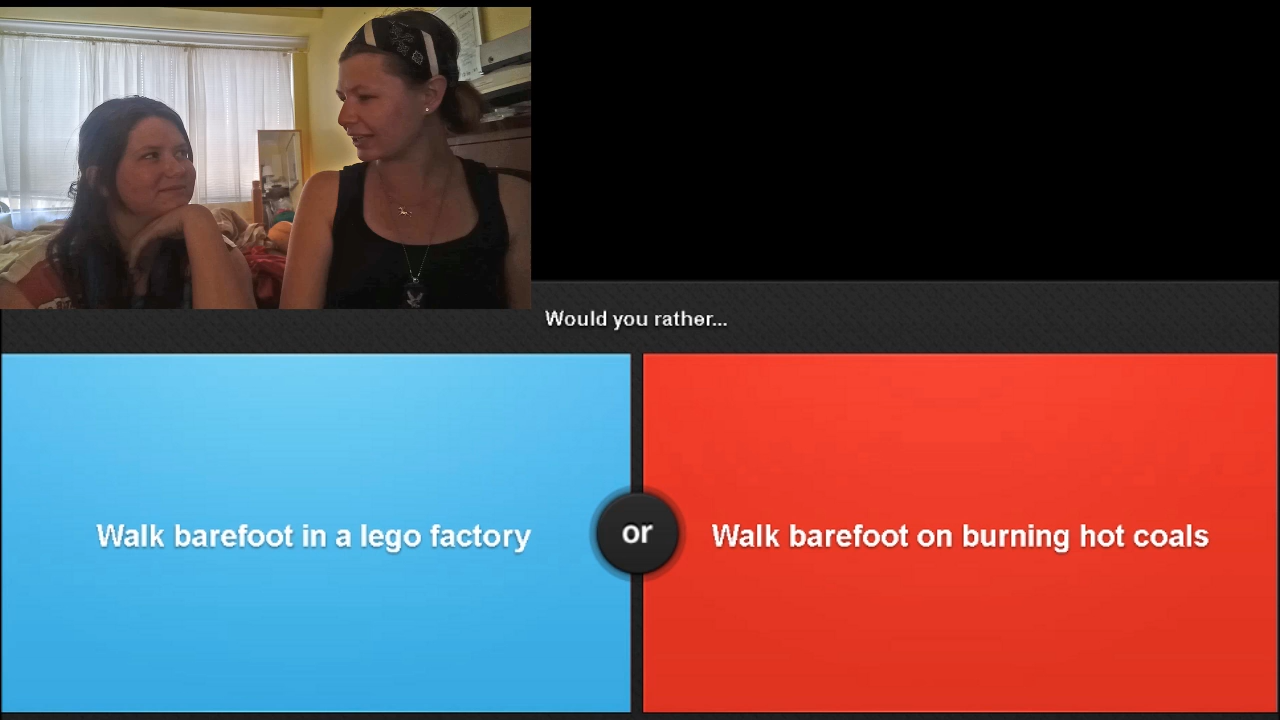 Would you rather...
Walk barefoot in a lego factory
or
Walk barefoot on burning hot coals